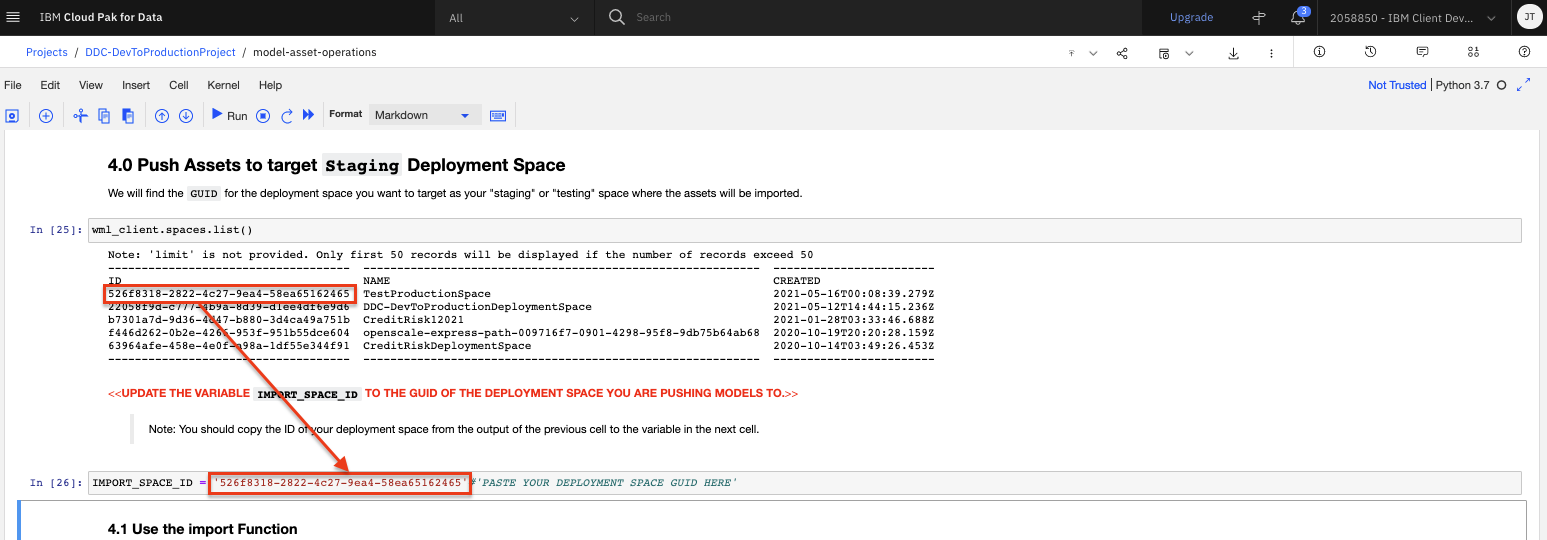 IBM Cloud Pak for Data All Search Upgrade 3 2058850 - IBM Client Dev... JT
Projects / DDC-DevToProductionProject / model-asset-operations
File Edit View Insert Cell Kernel Help Not Trusted | Python 3.7
Run Format Markdown
4.0 Push Assets to target Staging Deployment Space
We will find the GUID for the deployment space you want to target as your "staging" or "testing" space where the assets will be imported.
In [25]: wml_client.spaces.list()
Note: 'limit' is not provided. Only first 50 records will be displayed if the number of records exceed 50
------------------------------------ ----------------------------------------------------------- ------------------------
ID NAME CREATED
526f8318-2822-4c27-9ea4-58ea65162465 TestProductionSpace 2021-05-16T00:08:39.279Z
22058f9d-c777-4b9a-8d39-d1ee4df6e9d6 DDC-DevToProductionDeploymentSpace 2021-05-12T14:44:15.236Z
b7301a7d-9d36-4d47-b880-3d4ca49a751b CreditRisk12021 2021-01-28T03:33:46.688Z
f446d262-0b2e-4266-953f-951b55dce604 openscale-express-path-009716f7-0901-4298-95f8-9db75b64ab68 2020-10-19T20:20:28.159Z
63964afe-458e-4e0f-a98a-1df55e344f91 CreditRiskDeploymentSpace 2020-10-14T03:49:26.453Z
------------------------------------ ----------------------------------------------------------- ------------------------
<<UPDATE THE VARIABLE IMPORT_SPACE_ID TO THE GUID OF THE DEPLOYMENT SPACE YOU ARE PUSHING MODELS TO.>>
Note: You should copy the ID of your deployment space from the output of the previous cell to the variable in the next cell.
In [26]: IMPORT_SPACE_ID = '526f8318-2822-4c27-9ea4-58ea65162465'#'PASTE YOUR DEPLOYMENT SPACE GUID HERE'
4.1 Use the import Function